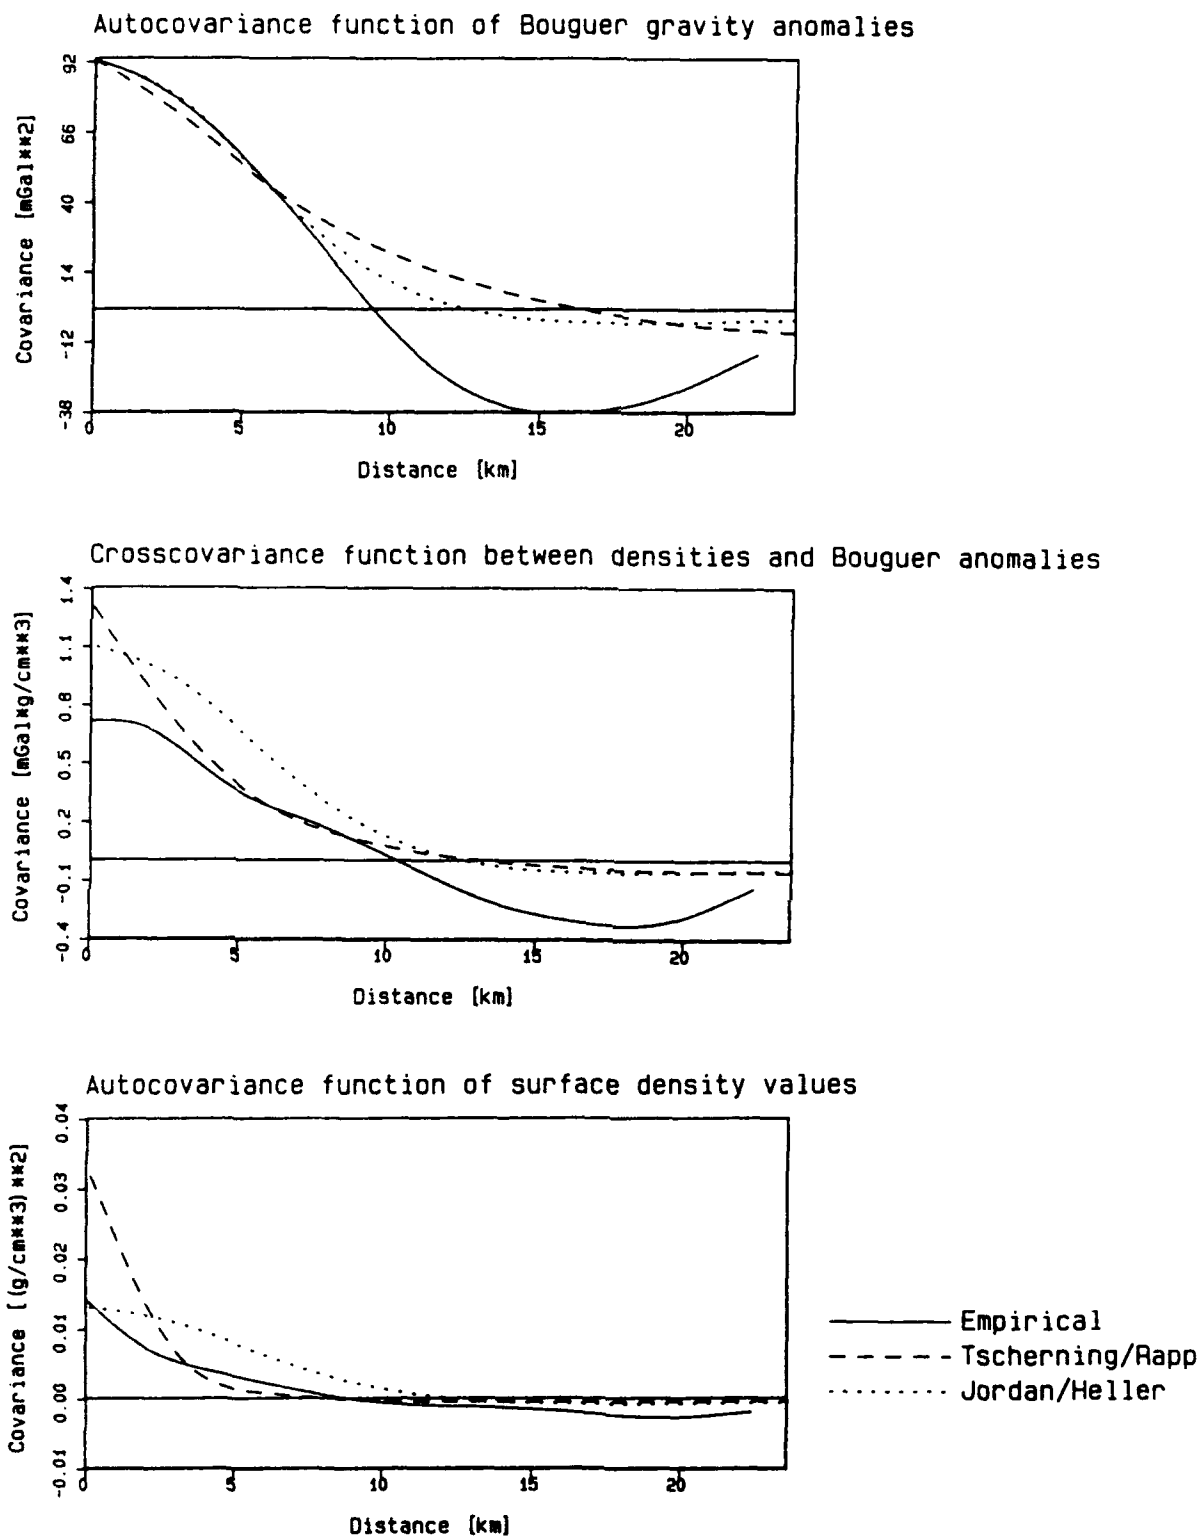 Autocovariance function of Bouguer gravity anomalies
Covariance [mGal**2]
92
66
40
14
-12
-38
0 5 10 15 20
Distance [km]
Crosscovariance function between densities and Bouguer anomalies
Covariance [mGal*g/cm**3]
1.4
1.1
0.8
0.5
0.2
-0.1
-0.4
0 5 10 15 20
Distance [km]
Autocovariance function of surface density values
Covariance [(g/cm**3)**2]
0.04
0.03
0.02
0.01
0.00
-0.01
0 5 10 15 20
Distance [km]
Empirical
Tscherning/Rapp
Jordan/Heller